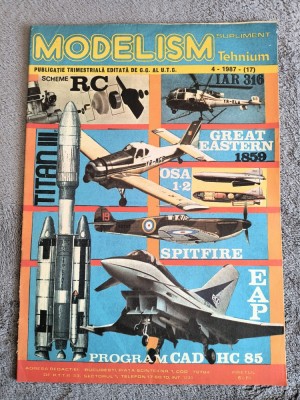 MODELISM
SUPLIMENT
Tehnium
PUBLICAŢIE TRIMESTRIALĂ EDITATĂ DE C.C. AL U.T.C.
4 - 1987 - (17)
SCHEME
RC
IAR 316
GREAT
EASTERN
1859
TITAN III
OSA
1-2
SPITFIRE
EAP
PROGRAM CAD HC 85